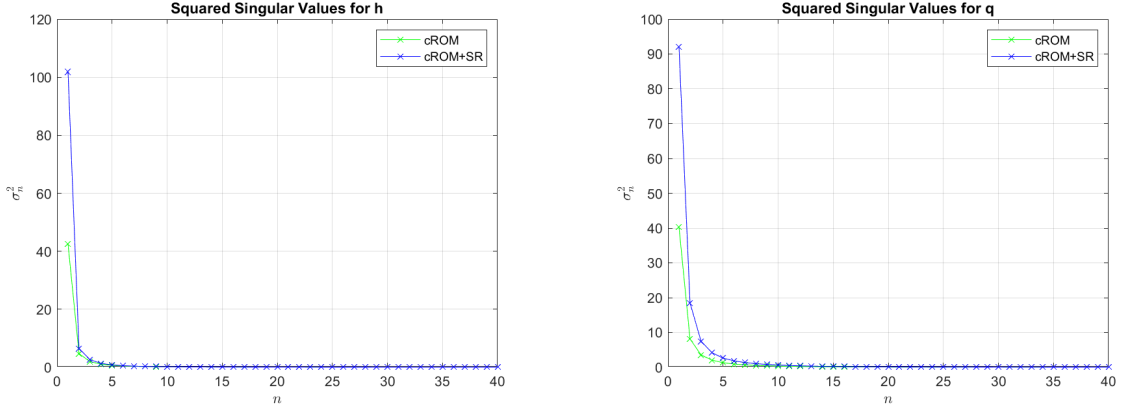 Squared Singular Values for h
120
100
80
60
40
20
0
σ_n^2
cROM
cROM+SR
0 5 10 15 20 25 30 35 40
n
Squared Singular Values for q
100
90
80
70
60
50
40
30
20
10
0
σ_n^2
cROM
cROM+SR
0 5 10 15 20 25 30 35 40
n